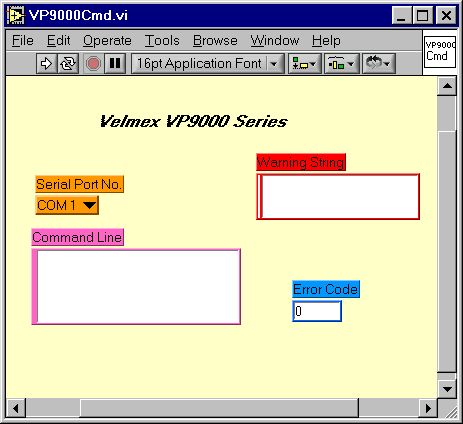 VP9000Cmd.vi
File Edit Operate Tools Browse Window Help
16pt Application Font
VP9000
Cmd
Velmex VP9000 Series
Warning String
Serial Port No.
COM 1
Command Line
Error Code
0